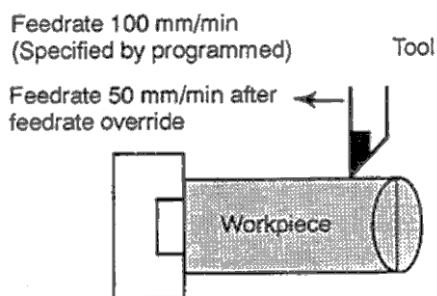 Feedrate 100 mm/min
(Specified by programmed)
Tool
Feedrate 50 mm/min after
feedrate override
Workpiece